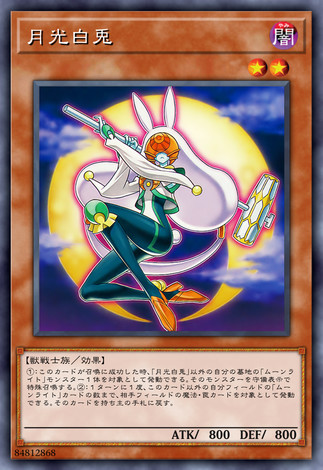 月光白兎
闇
やみ
【獣戦士族／効果】
①:このカードが召喚に成功した時、「月光白兎」以外の自分の墓地の「ムーンラ
イト」モンスター１体を対象として発動できる。そのモンスターを守備表示で
特殊召喚する。②:１ターンに１度、このカード以外の自分フィールドの「ムーン
ライト」カードの数まで、相手フィールドの魔法・罠カードを対象として発動
できる。そのカードを持ち主の手札に戻す。
ATK/ 800 DEF/ 800
84812868